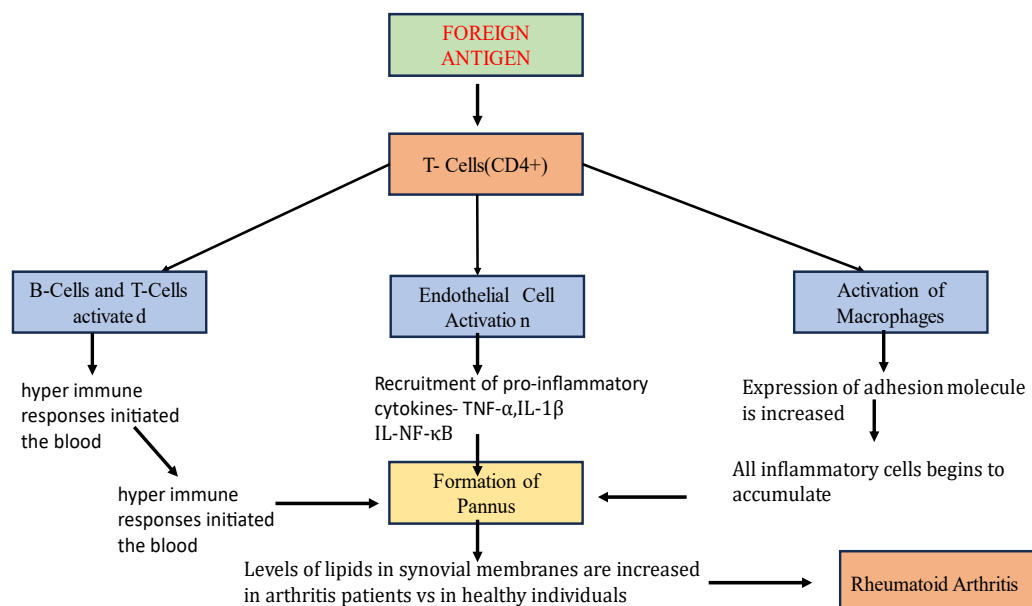 FOREIGN
ANTIGEN
T- Cells(CD4+)
B-Cells and T-Cells
activated
Endothelial Cell
Activation
Activation of
Macrophages
hyper immune
responses initiated
the blood
Recruitment of pro-inflammatory
cytokines- TNF-α,IL-1β
IL-NF-κB
Expression of adhesion molecule
is increased
hyper immune
responses initiated
the blood
Formation of
Pannus
All inflammatory cells begins to
accumulate
Levels of lipids in synovial membranes are increased
in arthritis patients vs in healthy individuals
Rheumatoid Arthritis